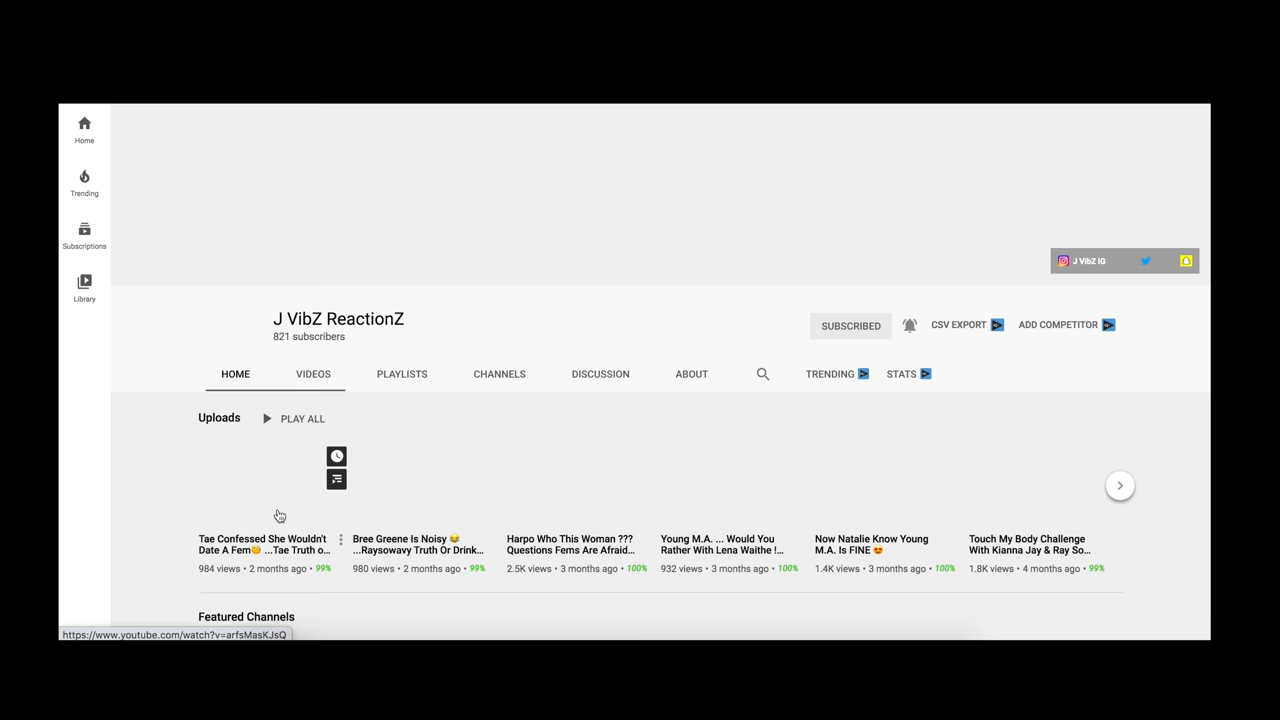 Home
Trending
Subscriptions
Library
J VibZ IG
J VibZ ReactionZ
821 subscribers
SUBSCRIBED
CSV EXPORT
ADD COMPETITOR
HOME
VIDEOS
PLAYLISTS
CHANNELS
DISCUSSION
ABOUT
TRENDING
STATS
Uploads
PLAY ALL
Tae Confessed She Wouldn't
Date A Fem😏 ...Tae Truth o...
984 views • 2 months ago • 99%
Bree Greene Is Noisy 😂
...Raysowavy Truth Or Drink...
980 views • 2 months ago • 99%
Harpo Who This Woman ???
Questions Fems Are Afraid...
2.5K views • 3 months ago • 100%
Young M.A. ... Would You
Rather With Lena Waithe !...
932 views • 3 months ago • 100%
Now Natalie Know Young
M.A. Is FINE 😍
1.4K views • 3 months ago • 100%
Touch My Body Challenge
With Kianna Jay & Ray So...
1.8K views • 4 months ago • 99%
Featured Channels
https://www.youtube.com/watch?v=arfsMasKJsQ